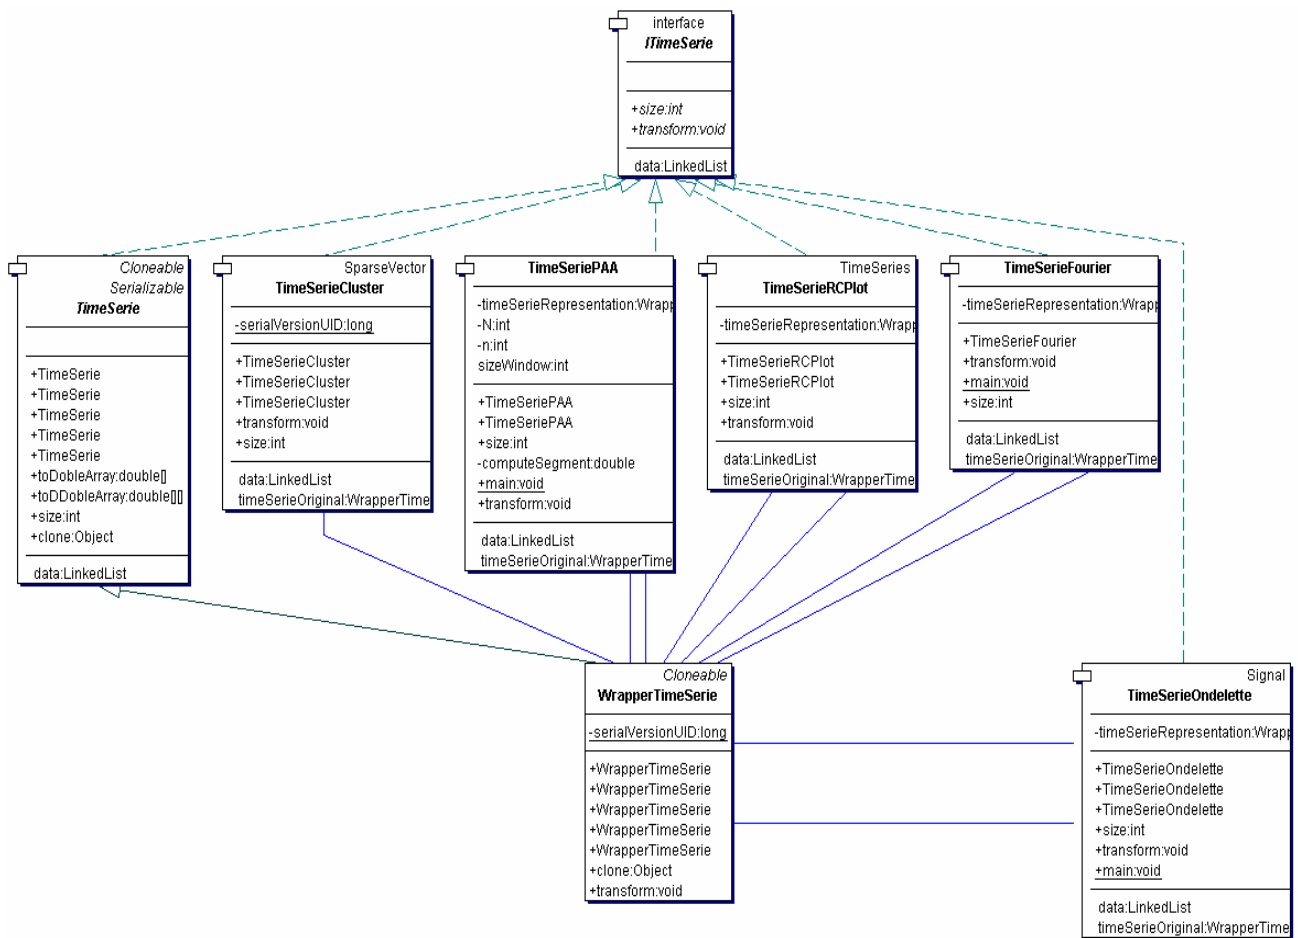 interface
ITimeSerie
+size:int
+transform:void
data:LinkedList
Cloneable
Serializable
TimeSerie
+TimeSerie
+TimeSerie
+TimeSerie
+TimeSerie
+TimeSerie
+toDobleArray:double[]
+toDDobleArray:double[][]
+size:int
+clone:Object
data:LinkedList
SparseVector
TimeSerieCluster
-serialVersionUID:long
+TimeSerieCluster
+TimeSerieCluster
+TimeSerieCluster
+transform:void
+size:int
data:LinkedList
timeSerieOriginal:WrapperTime
TimeSeriePAA
-timeSerieRepresentation:Wrapp
-N:int
-n:int
sizeWindow:int
+TimeSeriePAA
+TimeSeriePAA
+size:int
-computeSegment:double
+main:void
+transform:void
data:LinkedList
timeSerieOriginal:WrapperTime
TimeSeries
TimeSerieRCPlot
-timeSerieRepresentation:Wrapp
+TimeSerieRCPlot
+TimeSerieRCPlot
+size:int
+transform:void
data:LinkedList
timeSerieOriginal:WrapperTime
TimeSerieFourier
-timeSerieRepresentation:Wrapp
+TimeSerieFourier
+transform:void
+main:void
+size:int
data:LinkedList
timeSerieOriginal:WrapperTime
Cloneable
WrapperTimeSerie
-serialVersionUID:long
+WrapperTimeSerie
+WrapperTimeSerie
+WrapperTimeSerie
+WrapperTimeSerie
+WrapperTimeSerie
+clone:Object
+transform:void
Signal
TimeSerieOndelette
-timeSerieRepresentation:Wrapp
+TimeSerieOndelette
+TimeSerieOndelette
+TimeSerieOndelette
+size:int
+transform:void
+main:void
data:LinkedList
timeSerieOriginal:WrapperTime